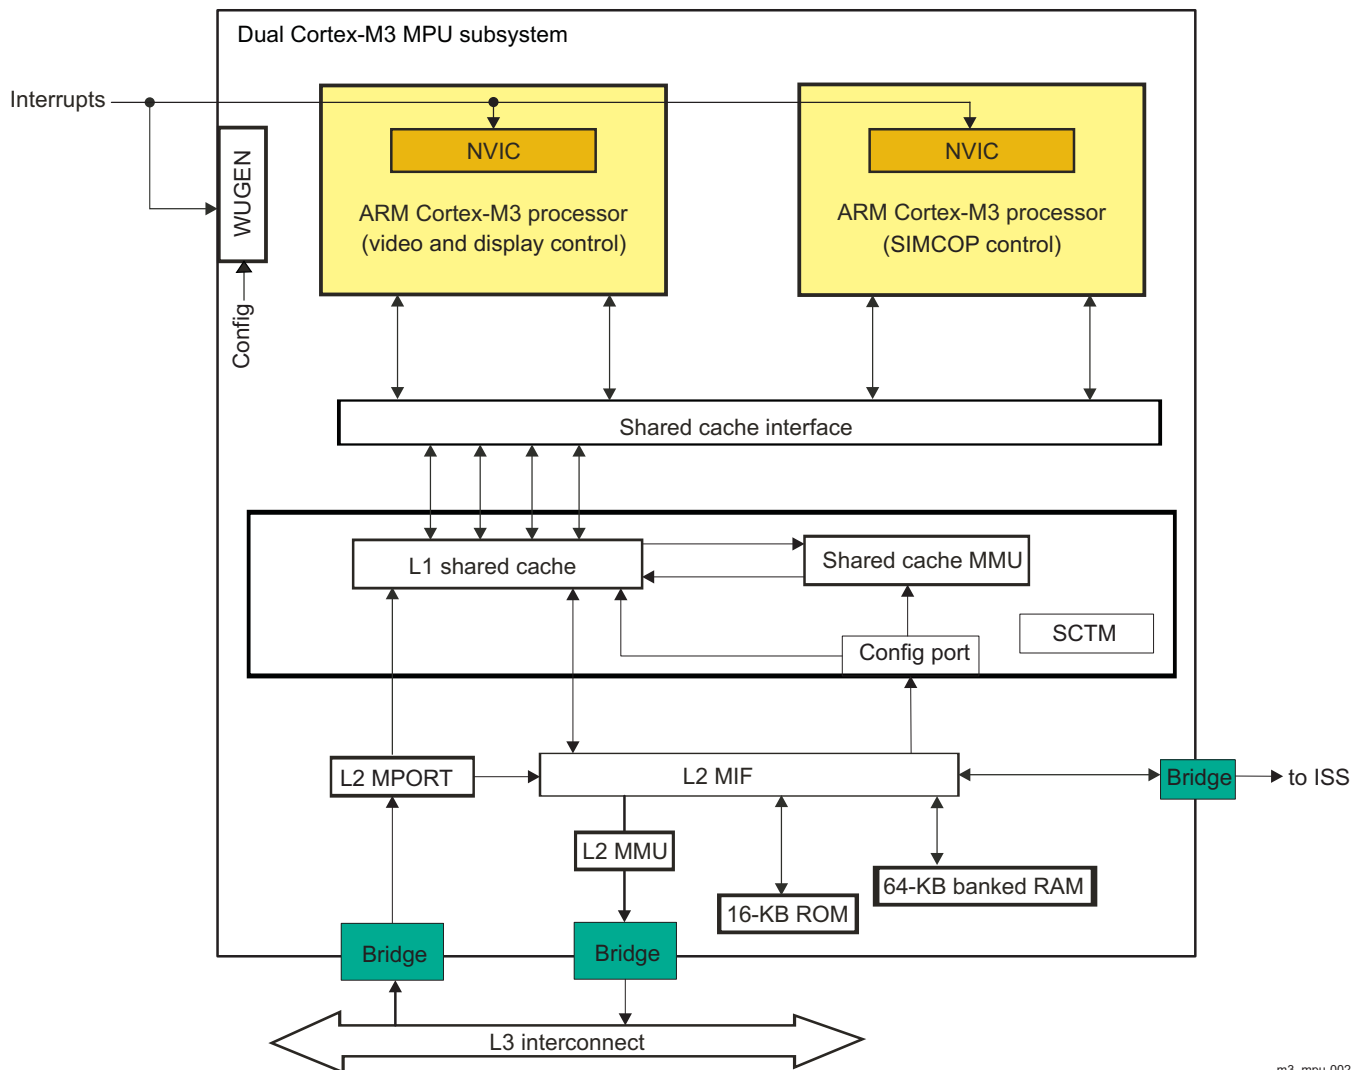 Dual Cortex-M3 MPU subsystem
Interrupts
NVIC
NVIC
WUGEN
ARM Cortex-M3 processor
(video and display control)
ARM Cortex-M3 processor
(SIMCOP control)
Config
Shared cache interface
L1 shared cache
Shared cache MMU
SCTM
Config port
L2 MPORT
L2 MIF
Bridge
to ISS
L2 MMU
64-KB banked RAM
16-KB ROM
Bridge
Bridge
L3 interconnect
m3_mpu-002